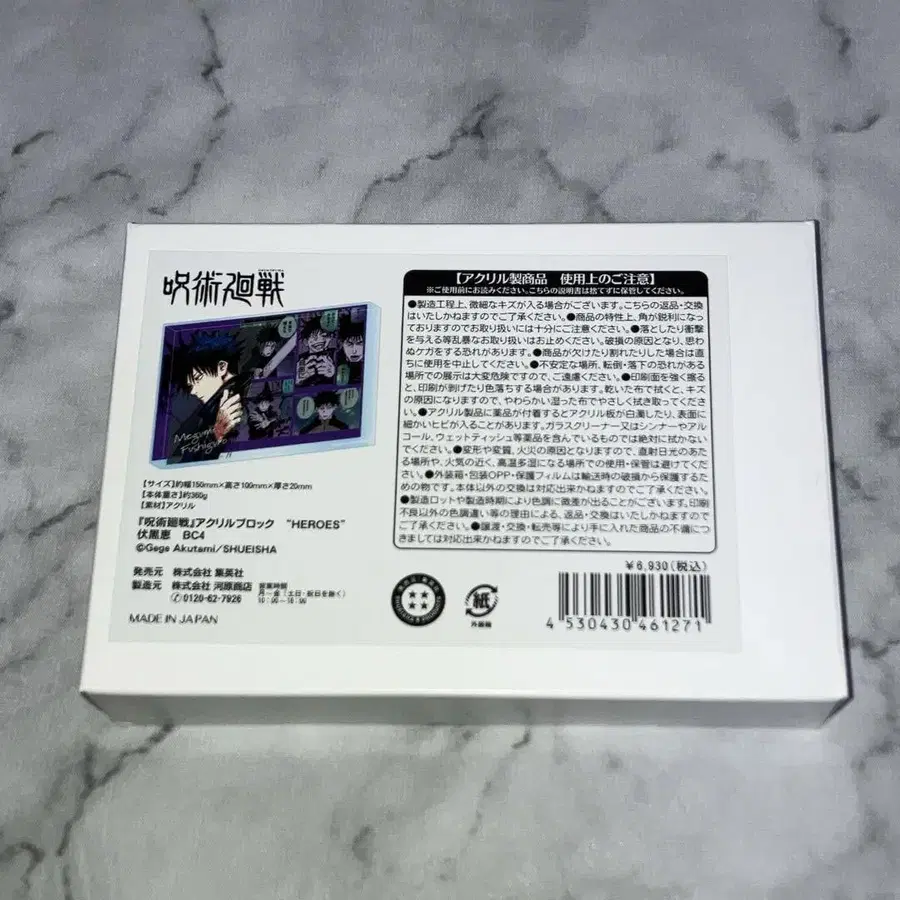 呪術廻戦
Megumi
Fushiguro
【サイズ】約幅150mm×高さ100mm×厚さ20mm
【本体重さ】約360g
【素材】アクリル
『呪術廻戦』アクリルブロック "HEROES"
伏黒恵 BC4
©Gege Akutami/SHUEISHA
発売元 株式会社 集英社
製造元 株式会社 河原商店
0120-62-7926
営業時間
月～金（土日・祝日を除く）
10：00～16：00
MADE IN JAPAN
【アクリル製商品 使用上のご注意】
※ご使用前にお読みください。こちらの説明書は捨てずに保管してください。
●製造工程上、微細なキズが入る場合がございます。こちらの返品・交換
はいたしかねますのでご了承ください。●商品の特性上、角が鋭利になっ
ておりますのでお取り扱いには十分にご注意ください。●落としたり衝撃
を与える等乱暴なお取り扱いはお止めください。破損の原因となり、思わ
ぬケガをする恐れがあります。●商品が欠けたり割れたりした場合は直
ちに使用を中止してください。●不安定な場所、転倒・落下の恐れがある
場所での展示は大変危険ですので、ご遠慮ください。●印刷面を強く擦る
と、印刷が剥げたり色落ちする場合があります。乾いた布で拭くと、キズ
の原因になりますので、やわらかい湿った布でやさしく拭き取ってくださ
い。●アクリル製品に薬品が付着するとアクリル板が白濁したり、表面に
細かいヒビが入ることがあります。ガラスクリーナー又はシンナーやアル
コール、ウェットティッシュ等薬品を含んでいるものでは絶対に拭かない
でください。●変形や変質、火災の原因となりますので、直射日光のあた
る場所や、火気の近く、高温多湿になる場所での使用・保管は避けてくだ
さい。●外装箱・包装OPP・保護フィルムは輸送時の破損から保護するた
めの物です。本体以外の交換は対応出来かねますのでご了承ください。
●製造ロットや製造時期により色調に微差が出ることがございます。印刷
不良以外の色調違い等の理由による、返品・交換はいたしかねますのでご
了承ください。●譲渡・交換・転売等により手に入れた商品の不備につ
きましては対応出来かねますのでご了承ください。
￥6,930（税込）
紙
外装箱
4 530430 461271